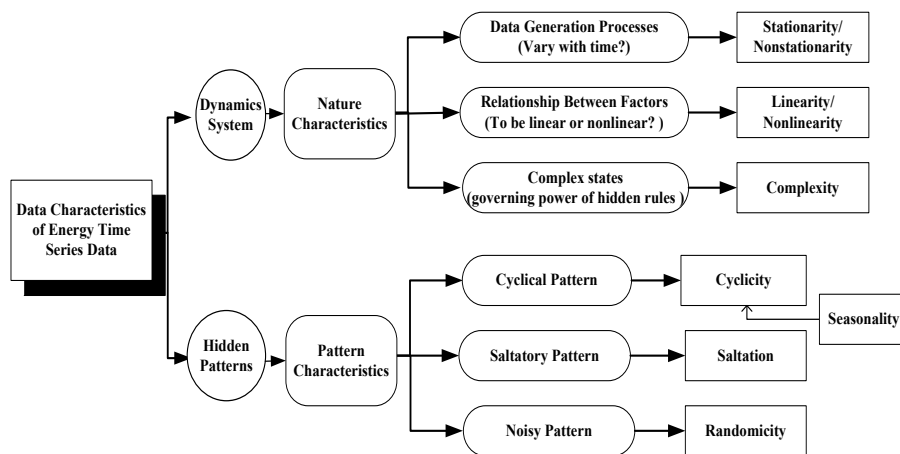 Data Characteristics
of Energy Time
Series Data
Dynamics
System
Nature
Characteristics
Data Generation Processes
(Vary with time?)
Stationarity/
Nonstationarity
Relationship Between Factors
(To be linear or nonlinear? )
Linearity/
Nonlinearity
Complex states
(governing power of hidden rules )
Complexity
Hidden
Patterns
Pattern
Characteristics
Cyclical Pattern
Cyclicity
Seasonality
Saltatory Pattern
Saltation
Noisy Pattern
Randomicity